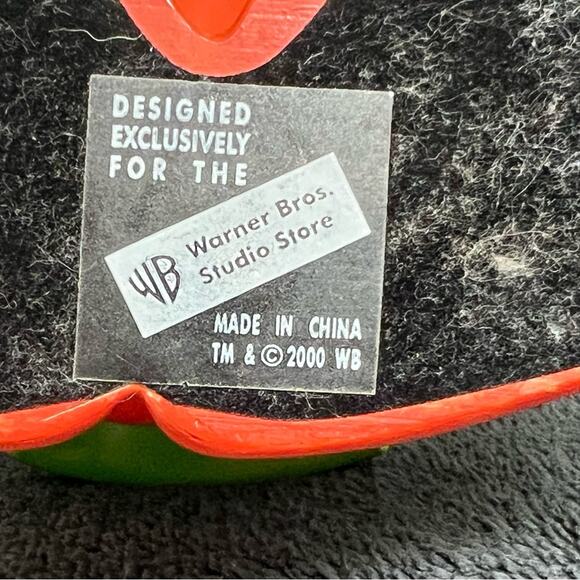 DESIGNED
EXCLUSIVELY
FOR THE
WB Warner Bros.
Studio Store
MADE IN CHINA
TM & © 2000 WB